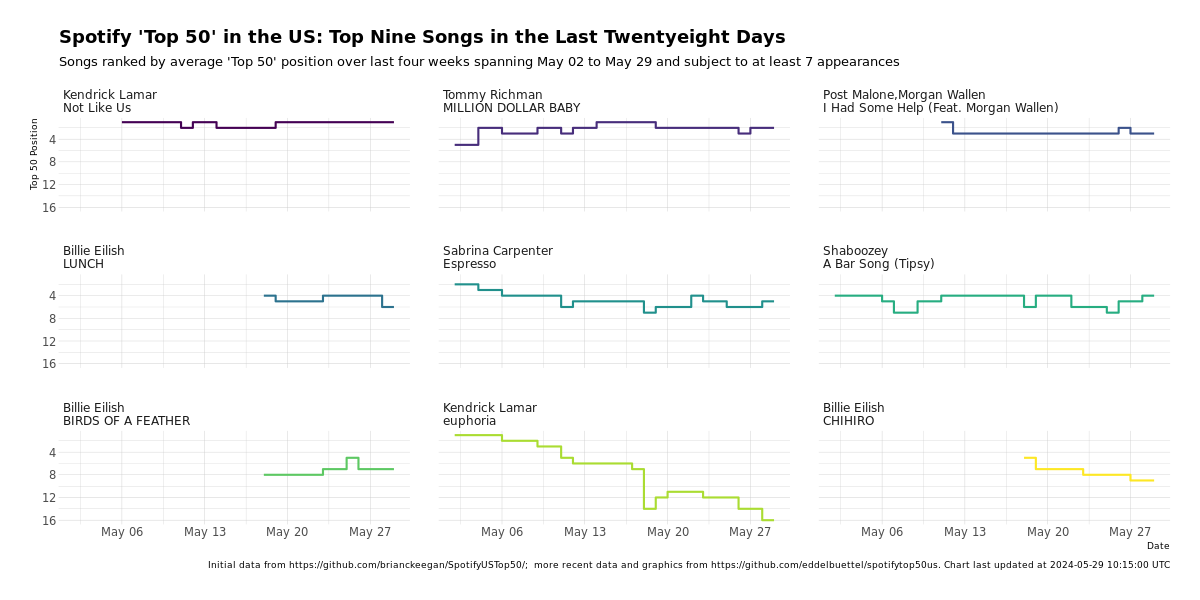 Spotify 'Top 50' in the US: Top Nine Songs in the Last Twentyeight Days
Songs ranked by average 'Top 50' position over last four weeks spanning May 02 to May 29 and subject to at least 7 appearances
Kendrick Lamar
Not Like Us
Tommy Richman
MILLION DOLLAR BABY
Post Malone,Morgan Wallen
I Had Some Help (Feat. Morgan Wallen)
Top 50 Position
4
8
12
16
Billie Eilish
LUNCH
Sabrina Carpenter
Espresso
Shaboozey
A Bar Song (Tipsy)
4
8
12
16
Billie Eilish
BIRDS OF A FEATHER
Kendrick Lamar
euphoria
Billie Eilish
CHIHIRO
4
8
12
16
May 06 May 13 May 20 May 27 May 06 May 13 May 20 May 27 May 06 May 13 May 20 May 27
Date
Initial data from https://github.com/brianckeegan/SpotifyUSTop50/;  more recent data and graphics from https://github.com/eddelbuettel/spotifytop50us. Chart last updated at 2024-05-29 10:15:00 UTC